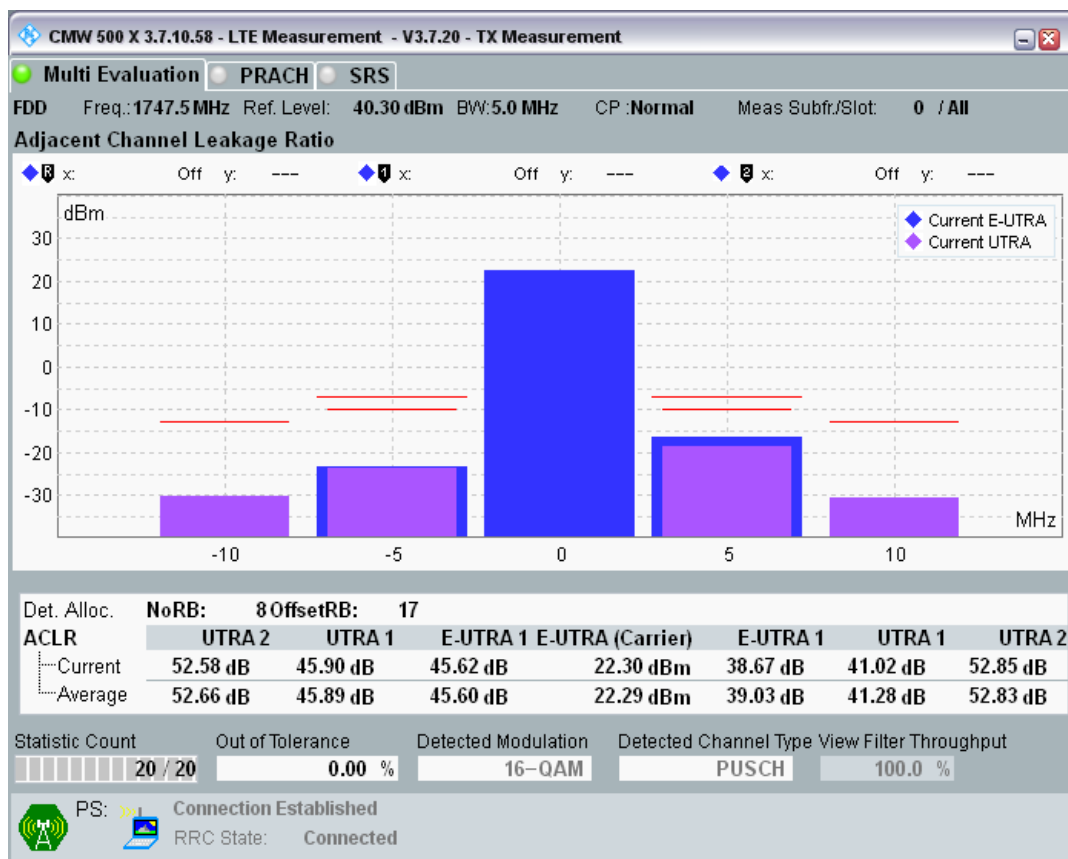 CMW 500 X 3.7.10.58 - LTE Measurement - V3.7.20 - TX Measurement
Multi Evaluation PRACH SRS
FDD Freq.: 1747.5 MHz Ref. Level: 40.30 dBm BW: 5.0 MHz CP : Normal Meas Subfr./Slot: 0 / All
Adjacent Channel Leakage Ratio
R x: Off y: --- 1 x: Off y: --- 2 x: Off y: ---
dBm
Current E-UTRA
Current UTRA
30
20
10
0
-10
-20
-30
MHz
-10 -5 0 5 10
Det. Alloc. NoRB: 8 OffsetRB: 17
ACLR UTRA 2 UTRA 1 E-UTRA 1 E-UTRA (Carrier) E-UTRA 1 UTRA 1 UTRA 2
Current 52.58 dB 45.90 dB 45.62 dB 22.30 dBm 38.67 dB 41.02 dB 52.85 dB
Average 52.66 dB 45.89 dB 45.60 dB 22.29 dBm 39.03 dB 41.28 dB 52.83 dB
Statistic Count Out of Tolerance Detected Modulation Detected Channel Type View Filter Throughput
20 / 20 0.00 % 16-QAM PUSCH 100.0 %
PS: Connection Established
RRC State: Connected